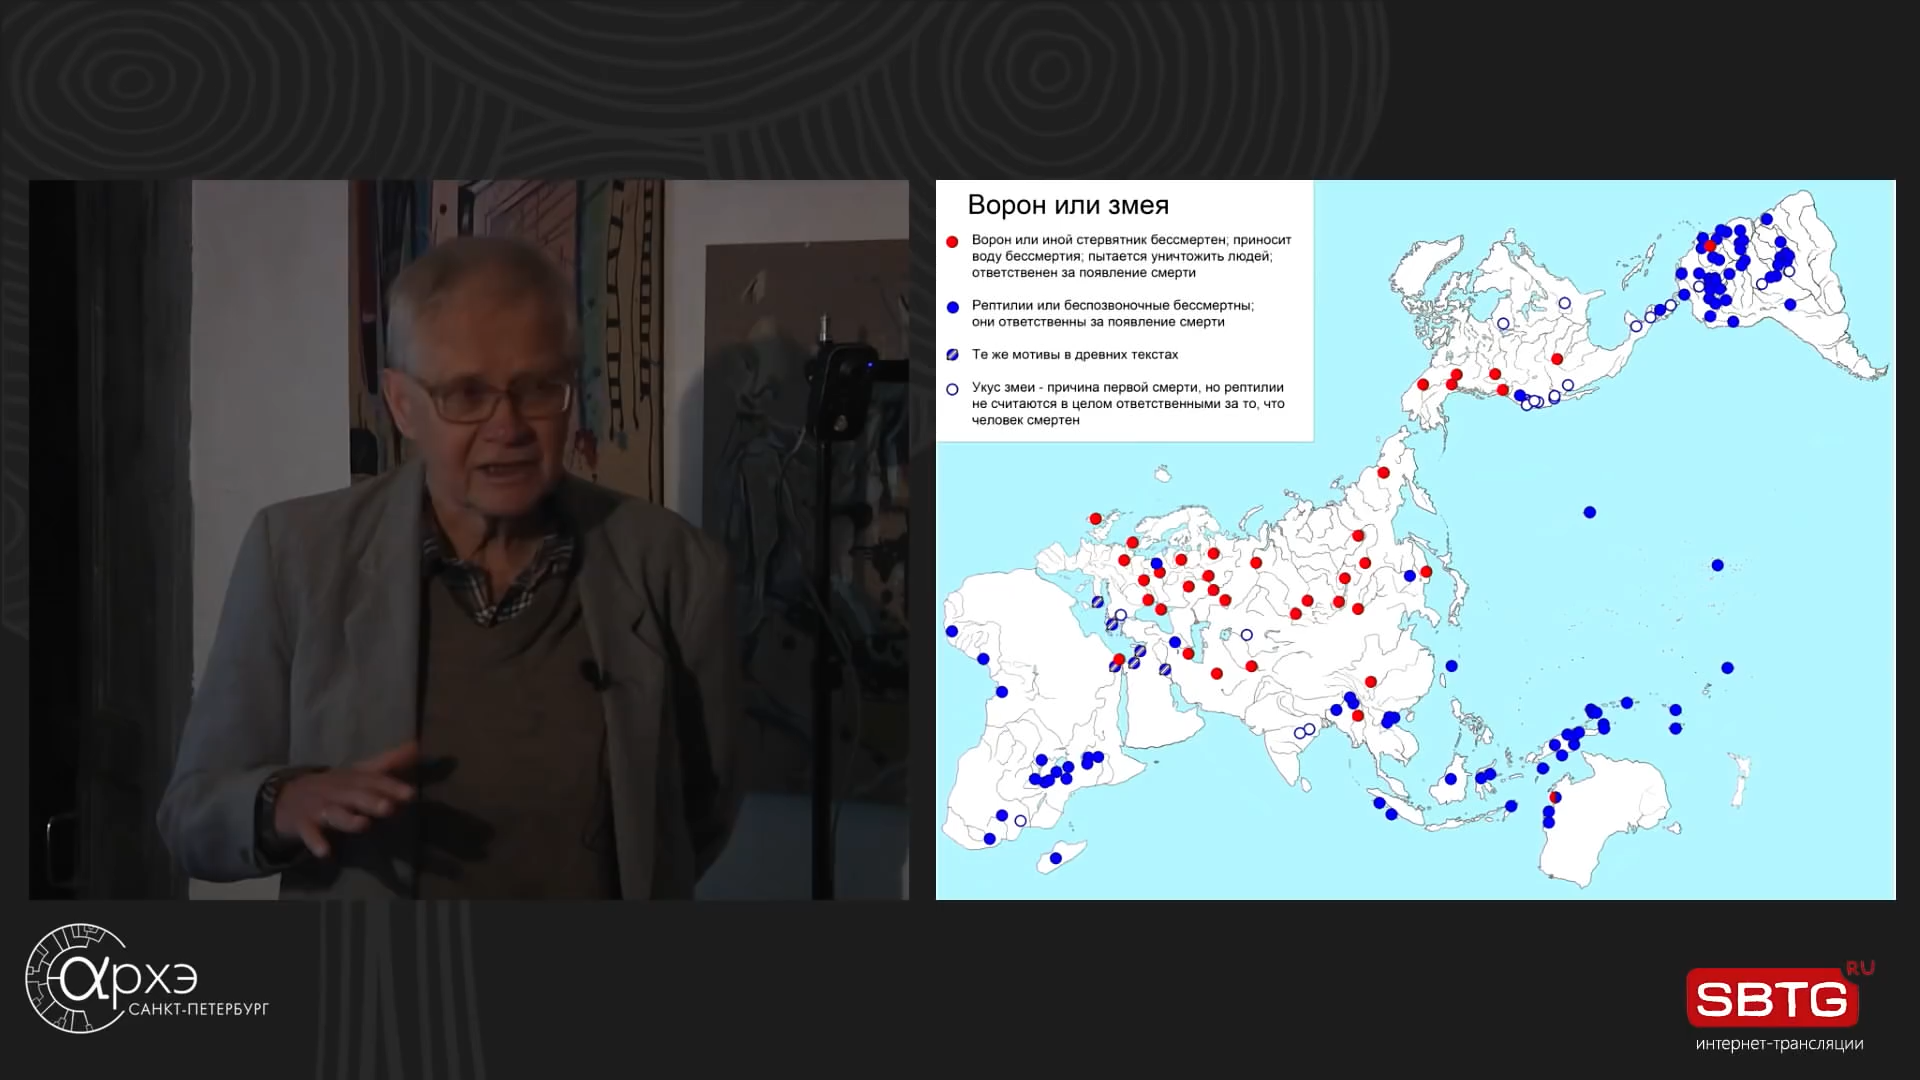 Ворон или змея
Ворон или иной стервятник бессмертен; приносит
воду бессмертия; пытается уничтожить людей;
ответственен за появление смерти
Рептилии или беспозвоночные бессмертны;
они ответственны за появление смерти
Те же мотивы в древних текстах
Укус змеи - причина первой смерти, но рептилии
не считаются в целом ответственными за то, что
человек смертен
αрхэ
САНКТ-ПЕТЕРБУРГ
RU
SBTG
интернет-трансляции